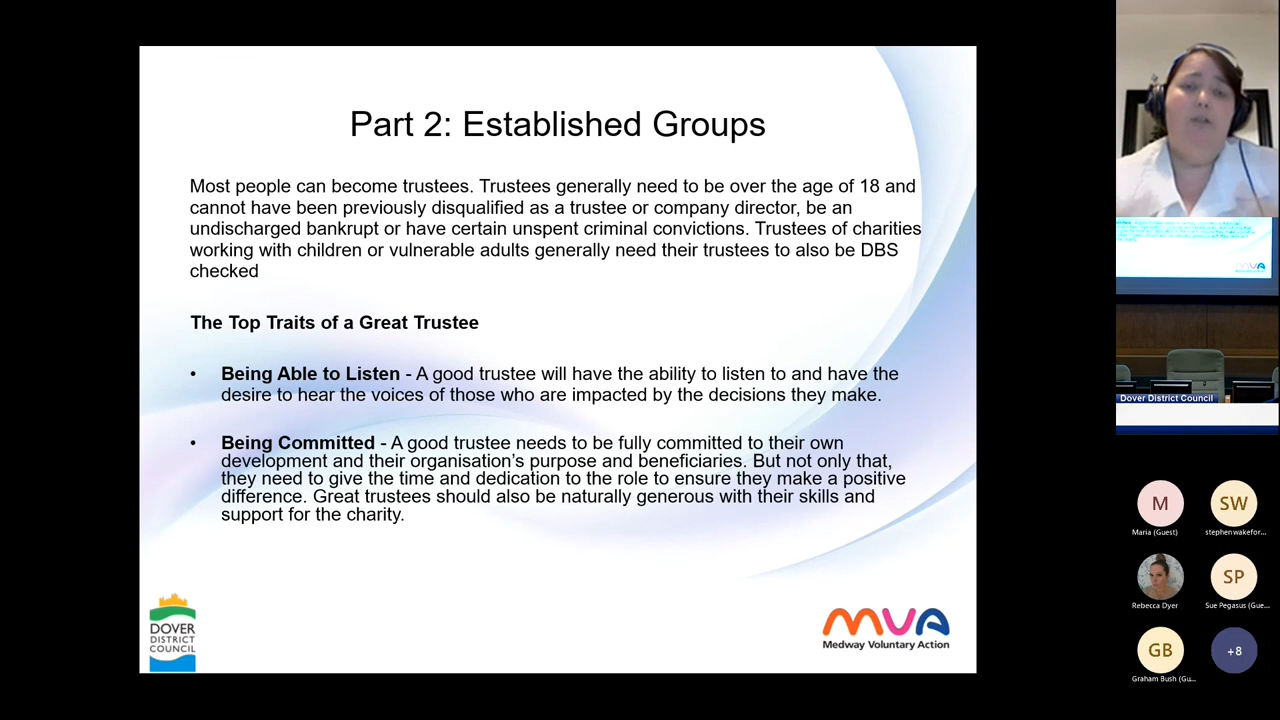 Part 2: Established Groups
Most people can become trustees. Trustees generally need to be over the age of 18 and
cannot have been previously disqualified as a trustee or company director, be an
undischarged bankrupt or have certain unspent criminal convictions. Trustees of charities
working with children or vulnerable adults generally need their trustees to also be DBS
checked
The Top Traits of a Great Trustee
• Being Able to Listen - A good trustee will have the ability to listen to and have the
desire to hear the voices of those who are impacted by the decisions they make.
• Being Committed - A good trustee needs to be fully committed to their own
development and their organisation's purpose and beneficiaries. But not only that,
they need to give the time and dedication to the role to ensure they make a positive
difference. Great trustees should also be naturally generous with their skills and
support for the charity.
DOVER
DISTRICT
COUNCIL
MVA
Medway Voluntary Action
mVA
Dover District Council
M
SW
Maria (Guest)
stephen wakefor...
SP
Rebecca Dyer
Sue Pegasus (Gue...
GB
+8
Graham Bush (Gu...